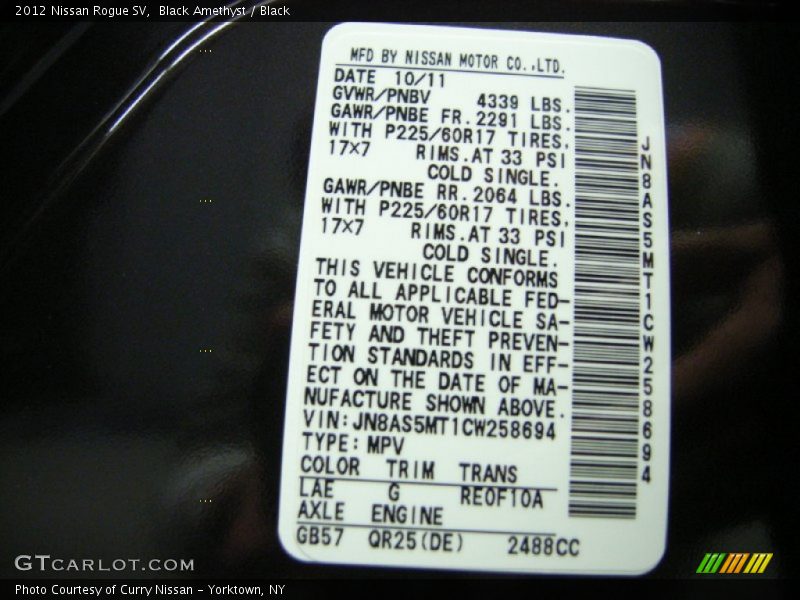 2012 Nissan Rogue SV,  Black Amethyst / Black
MFD BY NISSAN MOTOR CO.,LTD.
DATE 10/11
GVWR/PNBV 4339 LBS.
GAWR/PNBE FR.2291 LBS.
WITH P225/60R17 TIRES,
17×7 RIMS.AT 33 PSI
COLD SINGLE.
GAWR/PNBE RR.2064 LBS.
WITH P225/60R17 TIRES,
17×7 RIMS.AT 33 PSI
COLD SINGLE.
THIS VEHICLE CONFORMS
TO ALL APPLICABLE FED-
ERAL MOTOR VEHICLE SA-
FETY AND THEFT PREVEN-
TION STANDARDS IN EFF-
ECT ON THE DATE OF MA-
NUFACTURE SHOWN ABOVE.
VIN:JN8AS5MT1CW258694
TYPE:MPV
COLOR TRIM TRANS
LAE G RE0F10A
AXLE ENGINE
GB57 QR25(DE) 2488CC
JN8AS5MT1CW258694
GTCARLOT.COM
Photo Courtesy of Curry Nissan - Yorktown, NY